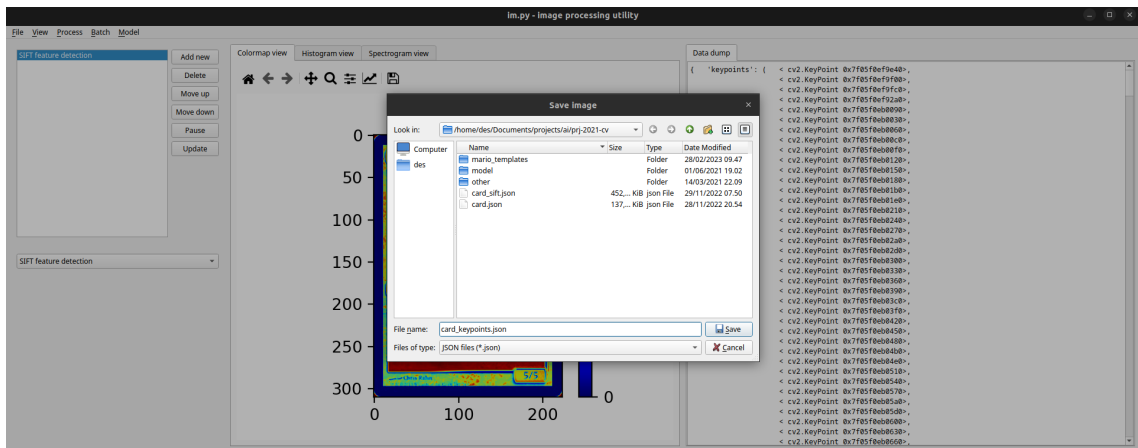 im.py - image processing utility
File View Process Batch Model
SIFT feature detection
Add new
Delete
Move up
Move down
Pause
Update
SIFT feature detection
Colormap view Histogram view Spectrogram view
0
50
100
150
200
250
300
0 100 200
0
5/5
Save image
Look in: /home/des/Documents/projects/ai/prj-2021-cv
Computer
des
Name Size Type Date Modified
mario_templates Folder 28/02/2023 09.47
model Folder 01/06/2021 19.02
other Folder 14/03/2021 22.09
card_sift.json 452,... KiB json File 29/11/2022 07.50
card.json 137,... KiB json File 28/11/2022 20.54
File name: card_keypoints.json Save
Files of type: JSON files (*.json) Cancel
Data dump
{ 'keypoints': ( < cv2.KeyPoint 0x7f05f0ef9e40>,
< cv2.KeyPoint 0x7f05f0ef9f00>,
< cv2.KeyPoint 0x7f05f0ef9fc0>,
< cv2.KeyPoint 0x7f05f0ef92a0>,
< cv2.KeyPoint 0x7f05f0eb0090>,
< cv2.KeyPoint 0x7f05f0eb0030>,
< cv2.KeyPoint 0x7f05f0eb0060>,
< cv2.KeyPoint 0x7f05f0eb00c0>,
< cv2.KeyPoint 0x7f05f0eb00f0>,
< cv2.KeyPoint 0x7f05f0eb0120>,
< cv2.KeyPoint 0x7f05f0eb0150>,
< cv2.KeyPoint 0x7f05f0eb0180>,
< cv2.KeyPoint 0x7f05f0eb01b0>,
< cv2.KeyPoint 0x7f05f0eb01e0>,
< cv2.KeyPoint 0x7f05f0eb0210>,
< cv2.KeyPoint 0x7f05f0eb0240>,
< cv2.KeyPoint 0x7f05f0eb0270>,
< cv2.KeyPoint 0x7f05f0eb02a0>,
< cv2.KeyPoint 0x7f05f0eb02d0>,
< cv2.KeyPoint 0x7f05f0eb0300>,
< cv2.KeyPoint 0x7f05f0eb0330>,
< cv2.KeyPoint 0x7f05f0eb0360>,
< cv2.KeyPoint 0x7f05f0eb0390>,
< cv2.KeyPoint 0x7f05f0eb03c0>,
< cv2.KeyPoint 0x7f05f0eb03f0>,
< cv2.KeyPoint 0x7f05f0eb0420>,
< cv2.KeyPoint 0x7f05f0eb0450>,
< cv2.KeyPoint 0x7f05f0eb0480>,
< cv2.KeyPoint 0x7f05f0eb04b0>,
< cv2.KeyPoint 0x7f05f0eb04e0>,
< cv2.KeyPoint 0x7f05f0eb0510>,
< cv2.KeyPoint 0x7f05f0eb0540>,
< cv2.KeyPoint 0x7f05f0eb0570>,
< cv2.KeyPoint 0x7f05f0eb05a0>,
< cv2.KeyPoint 0x7f05f0eb05d0>,
< cv2.KeyPoint 0x7f05f0eb0600>,
< cv2.KeyPoint 0x7f05f0eb0630>,
< cv2.KeyPoint 0x7f05f0eb0660>,